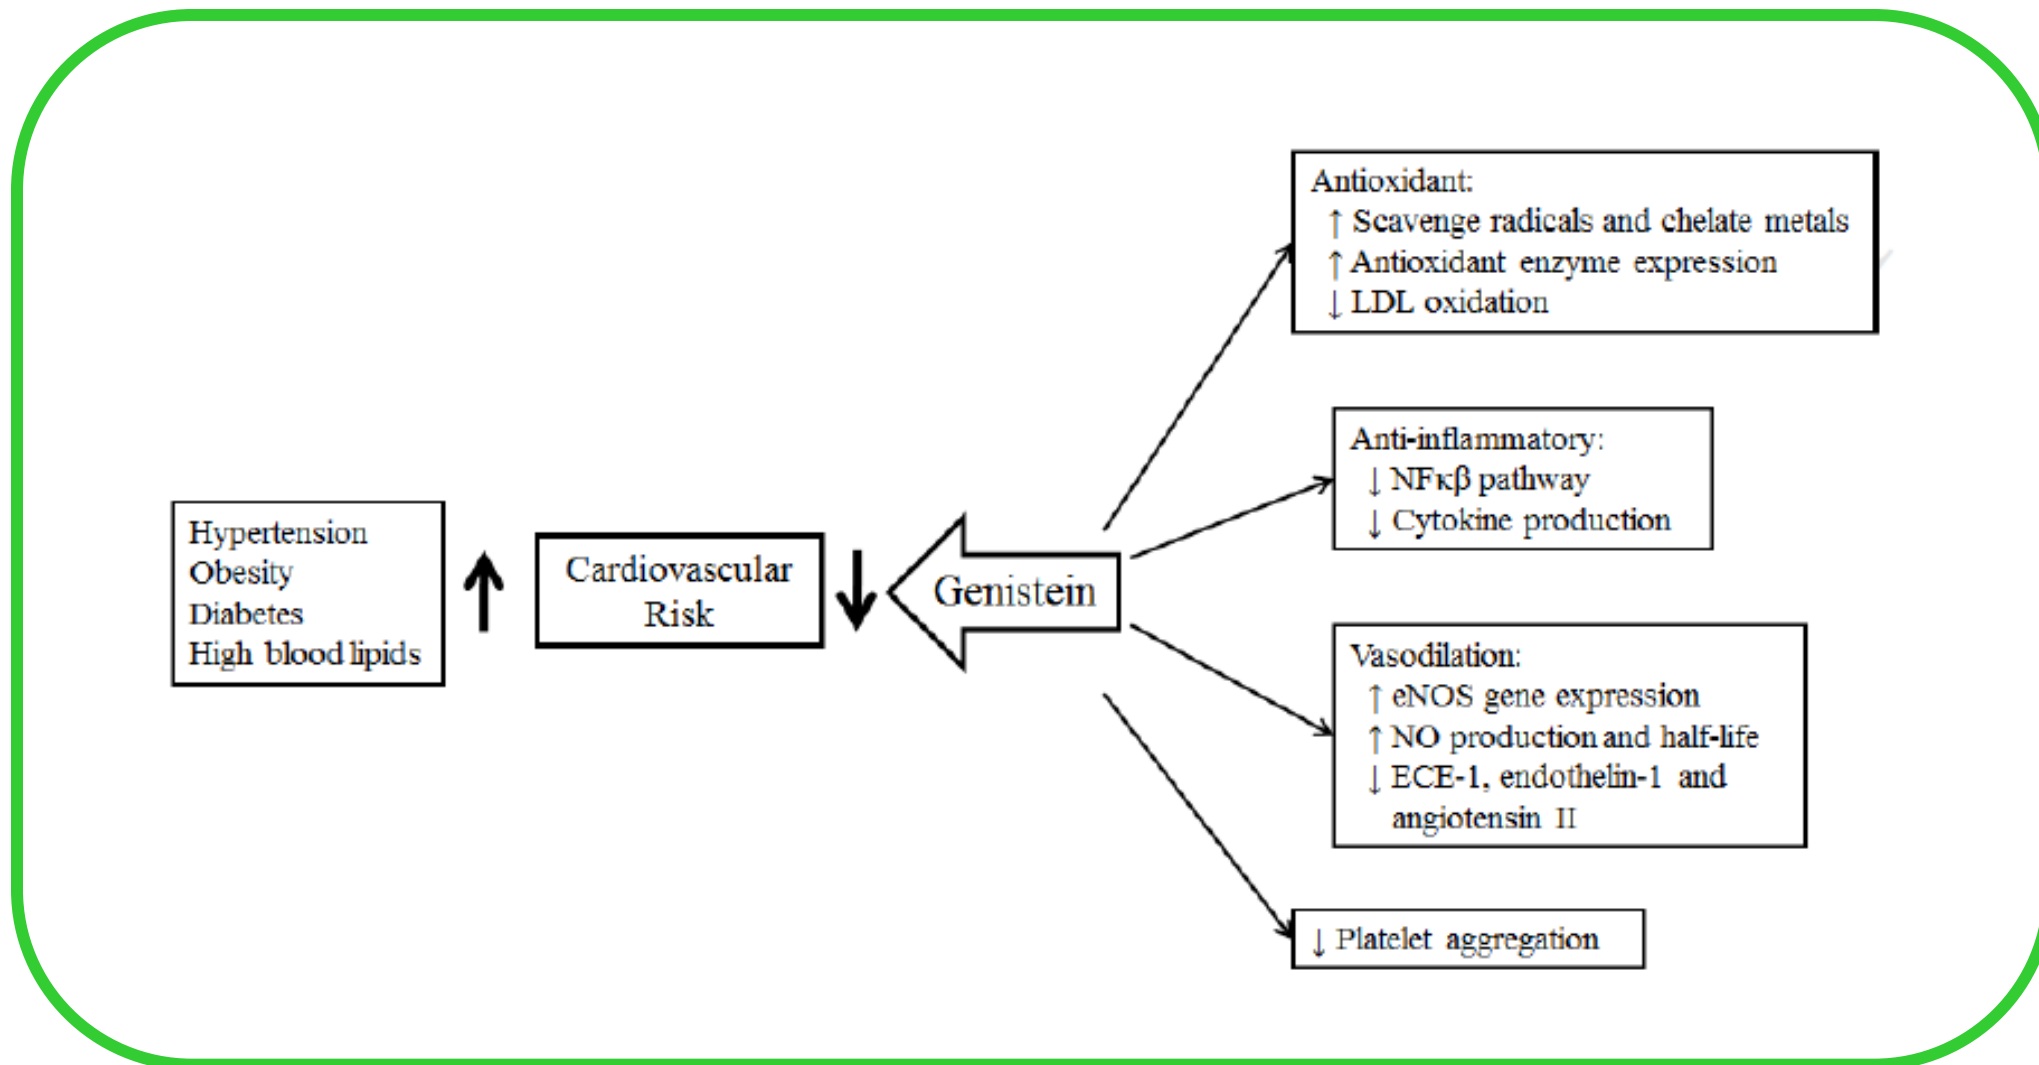 Hypertension
Obesity
Diabetes
High blood lipids
Cardiovascular
Risk
Genistein
Antioxidant:
↑ Scavenge radicals and chelate metals
↑ Antioxidant enzyme expression
↓ LDL oxidation
Anti-inflammatory:
↓ NFκβ pathway
↓ Cytokine production
Vasodilation:
↑ eNOS gene expression
↑ NO production and half-life
↓ ECE-1, endothelin-1 and
angiotensin II
↓ Platelet aggregation